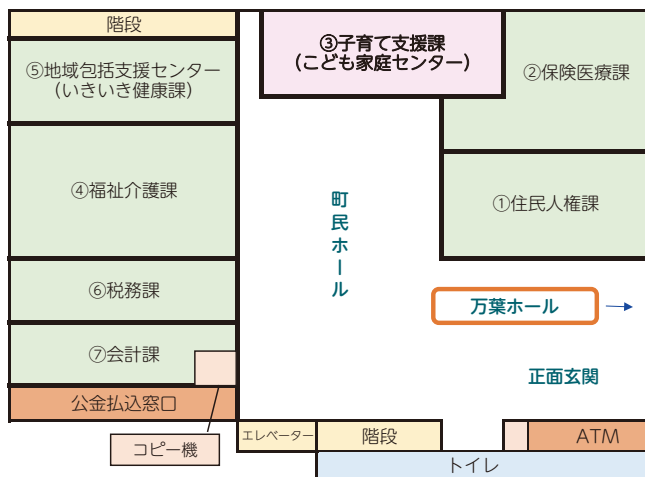 階段
③子育て支援課
(こども家庭センター)
②保険医療課
⑤地域包括支援センター
(いきいき健康課)
④福祉介護課
町民ホール
①住民人権課
⑥税務課
万葉ホール
⑦会計課
正面玄関
公金払込窓口
コピー機
エレベーター
階段
ATM
トイレ